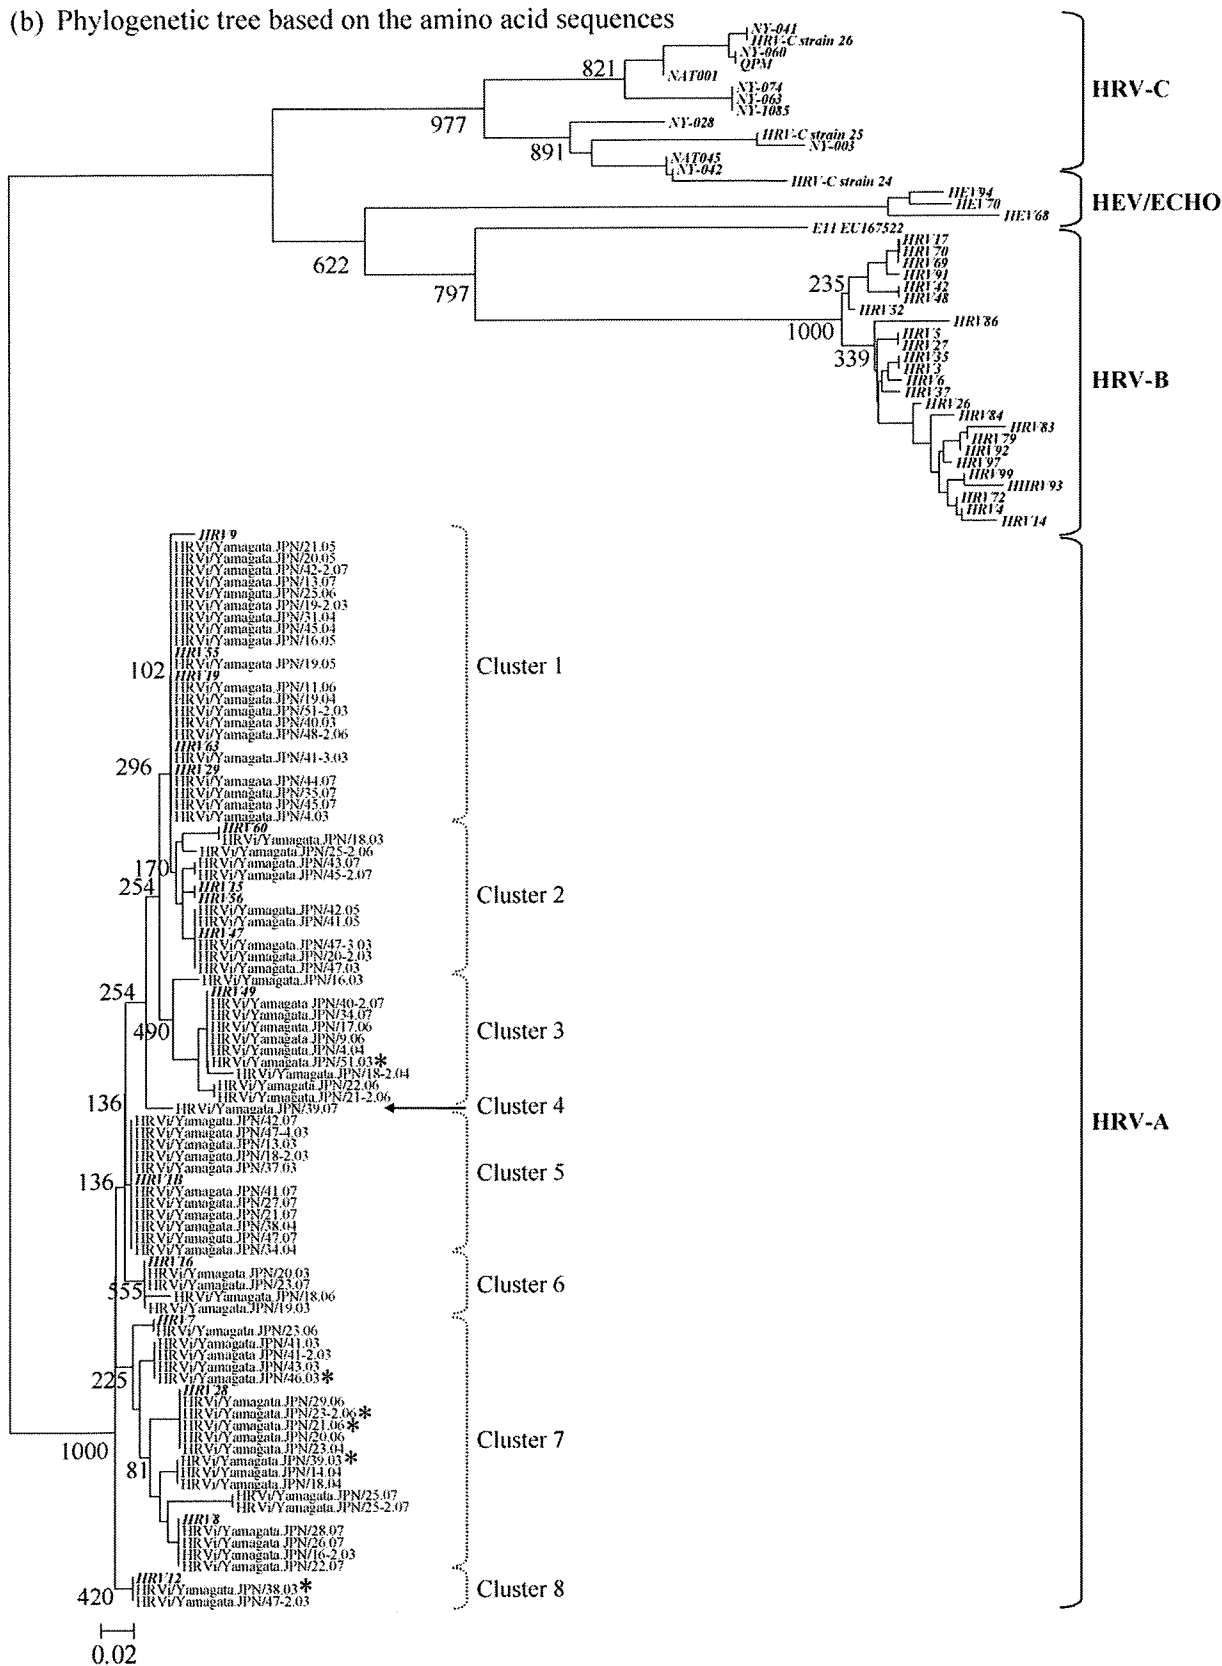 (b) Phylogenetic tree based on the amino acid sequences
NY-041
HRV-C strain 26
NY-060
QPM
821
NAT001
NY-074
NY-063
NY-1085
HRV-C
977
NY-028
HRV-C strain 25
NY-003
891
NAT045
NY-042
HRV-C strain 24
HEV94
HEV70
HEV68
HEV/ECHO
E11 EU167522
622
797
HRV17
HRV70
HRV69
HRV91
HRV42
HRV48
235
HRV52
HRV86
1000
339
HRV5
HRV27
HRV35
HRV3
HRV6
HRV37
HRV-B
HRV26
HRV84
HRV83
HRV79
HRV92
HRV97
HRV99
HHRV93
HRV72
HRV4
HRV14
HRV9
HRVi/Yamagata.JPN/21.05
HRVi/Yamagata.JPN/20.05
HRVi/Yamagata.JPN/42-2.07
HRVi/Yamagata.JPN/13.07
HRVi/Yamagata.JPN/25.06
HRVi/Yamagata.JPN/19-2.03
HRVi/Yamagata.JPN/31.04
HRVi/Yamagata.JPN/45.04
HRVi/Yamagata.JPN/16.05
HRV55
HRVi/Yamagata.JPN/19.05
102
Cluster 1
HRV19
HRVi/Yamagata.JPN/11.06
HRVi/Yamagata.JPN/19.04
HRVi/Yamagata.JPN/51-2.03
HRVi/Yamagata.JPN/40.03
HRVi/Yamagata.JPN/48-2.06
HRV63
HRVi/Yamagata.JPN/41-3.03
296
HRV29
HRVi/Yamagata.JPN/44.07
HRVi/Yamagata.JPN/35.07
HRVi/Yamagata.JPN/45.07
HRVi/Yamagata.JPN/4.03
HRV60
HRVi/Yamagata.JPN/18.03
HRVi/Yamagata.JPN/25-2.06
170
HRVi/Yamagata.JPN/43.07
HRVi/Yamagata.JPN/45-2.07
254
HRV15
Cluster 2
HRV56
HRVi/Yamagata.JPN/42.05
HRVi/Yamagata.JPN/41.05
HRV47
HRVi/Yamagata.JPN/47-3.03
HRVi/Yamagata.JPN/20-2.03
HRVi/Yamagata.JPN/47.03
HRVi/Yamagata.JPN/16.03
254
HRV49
HRVi/Yamagata.JPN/40-2.07
HRVi/Yamagata.JPN/34.07
HRVi/Yamagata.JPN/17.06
490
Cluster 3
HRVi/Yamagata.JPN/9.06
HRVi/Yamagata.JPN/4.04
HRVi/Yamagata.JPN/51.03*
HRVi/Yamagata.JPN/18-2.04
HRVi/Yamagata.JPN/22.06
HRVi/Yamagata.JPN/21-2.06
136
HRVi/Yamagata.JPN/39.07
Cluster 4
HRV-A
HRVi/Yamagata.JPN/42.07
HRVi/Yamagata.JPN/47-4.03
HRVi/Yamagata.JPN/13.03
HRVi/Yamagata.JPN/18-2.03
HRVi/Yamagata.JPN/37.03
Cluster 5
136
HRV1B
HRVi/Yamagata.JPN/41.07
HRVi/Yamagata.JPN/27.07
HRVi/Yamagata.JPN/21.07
HRVi/Yamagata.JPN/38.04
HRVi/Yamagata.JPN/47.07
HRVi/Yamagata.JPN/34.04
HRV16
HRVi/Yamagata.JPN/20.03
HRVi/Yamagata.JPN/23.07
555
Cluster 6
HRVi/Yamagata.JPN/18.06
HRVi/Yamagata.JPN/19.03
HRV7
HRVi/Yamagata.JPN/23.06
HRVi/Yamagata.JPN/41.03
HRVi/Yamagata.JPN/41-2.03
HRVi/Yamagata.JPN/43.03
225
HRVi/Yamagata.JPN/46.03*
HRV28
HRVi/Yamagata.JPN/29.06
HRVi/Yamagata.JPN/23-2.06*
HRVi/Yamagata.JPN/21.06*
HRVi/Yamagata.JPN/20.06
Cluster 7
HRVi/Yamagata.JPN/23.04
1000
HRVi/Yamagata.JPN/39.03*
81
HRVi/Yamagata.JPN/14.04
HRVi/Yamagata.JPN/18.04
HRVi/Yamagata.JPN/25.07
HRVi/Yamagata.JPN/25-2.07
HRV8
HRVi/Yamagata.JPN/28.07
HRVi/Yamagata.JPN/26.07
HRVi/Yamagata.JPN/16-2.03
HRVi/Yamagata.JPN/22.07
HRV12
420
HRVi/Yamagata.JPN/38.03*
Cluster 8
HRVi/Yamagata.JPN/47-2.03
0.02